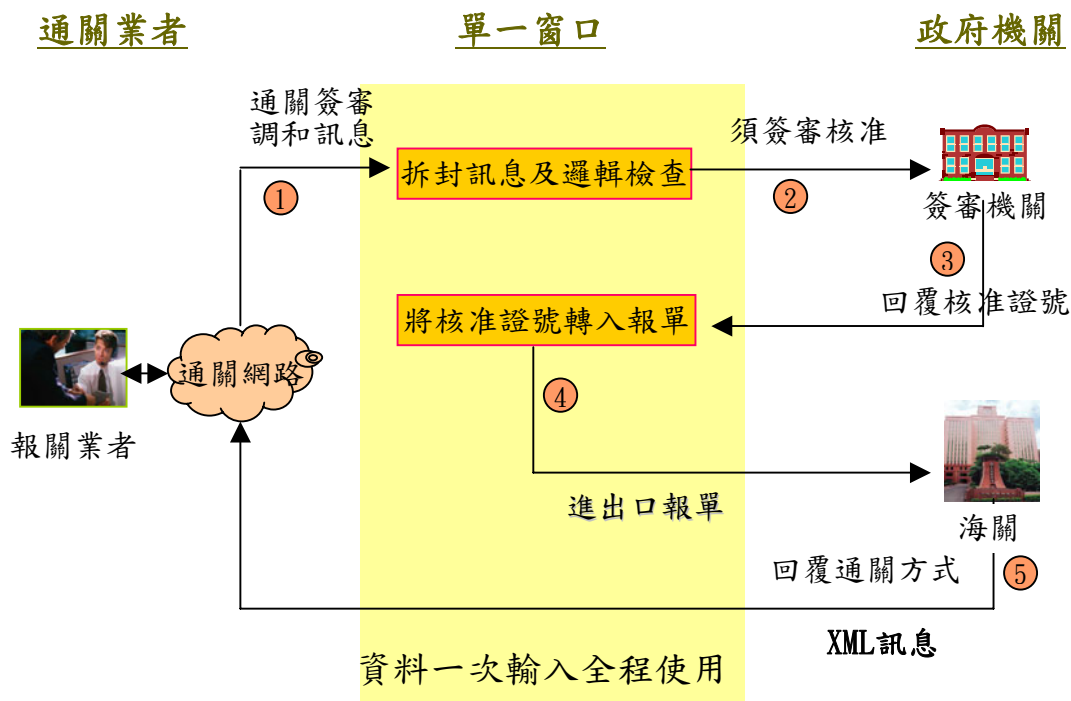 通關業者
單一窗口
政府機關
通關簽審
調和訊息
須簽審核准
拆封訊息及邏輯檢查
①
②
簽審機關
③
回覆核准證號
將核准證號轉入報單
通關網路
④
報關業者
進出口報單
海關
回覆通關方式
⑤
XML訊息
資料一次輸入全程使用